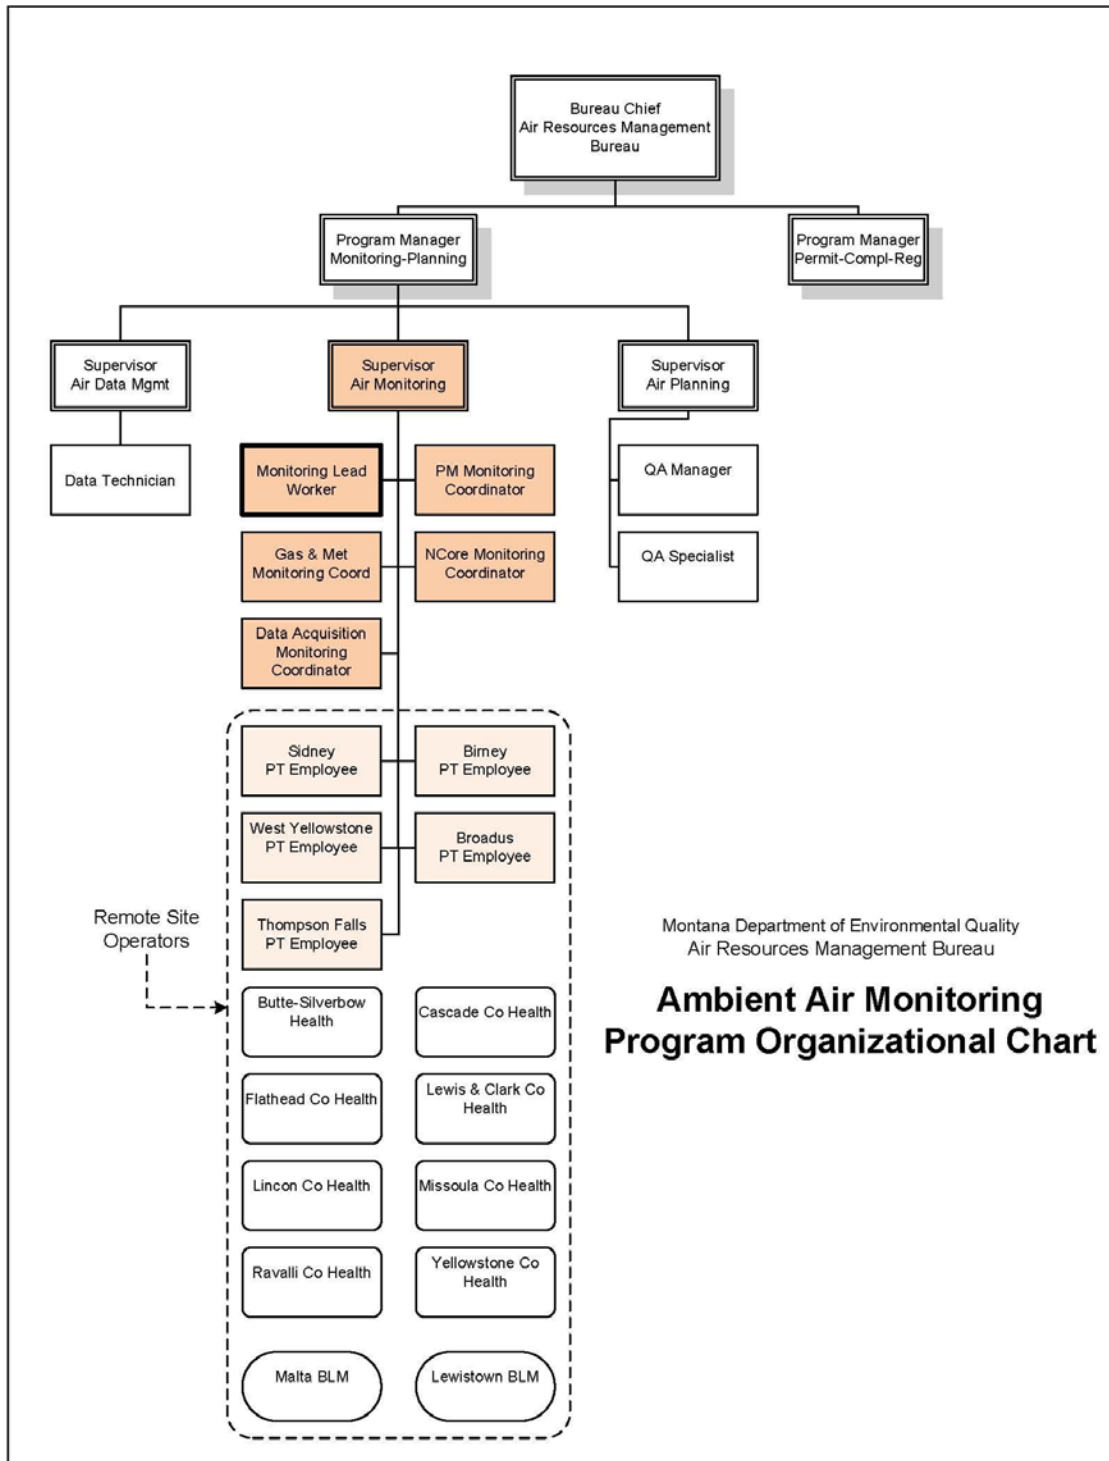 Bureau Chief
Air Resources Management
Bureau
Program Manager
Monitoring-Planning
Program Manager
Permit-Compl-Reg
Supervisor
Air Data Mgmt
Supervisor
Air Monitoring
Supervisor
Air Planning
Data Technician
Monitoring Lead
Worker
PM Monitoring
Coordinator
QA Manager
Gas & Met
Monitoring Coord
NCore Monitoring
Coordinator
QA Specialist
Data Acquisition
Monitoring
Coordinator
Sidney
PT Employee
Birney
PT Employee
West Yellowstone
PT Employee
Broadus
PT Employee
Thompson Falls
PT Employee
Remote Site
Operators
Butte-Silverbow
Health
Cascade Co Health
Flathead Co Health
Lewis & Clark Co
Health
Lincon Co Health
Missoula Co Health
Ravalli Co Health
Yellowstone Co
Health
Malta BLM
Lewistown BLM
Montana Department of Environmental Quality
Air Resources Management Bureau
Ambient Air Monitoring
Program Organizational Chart